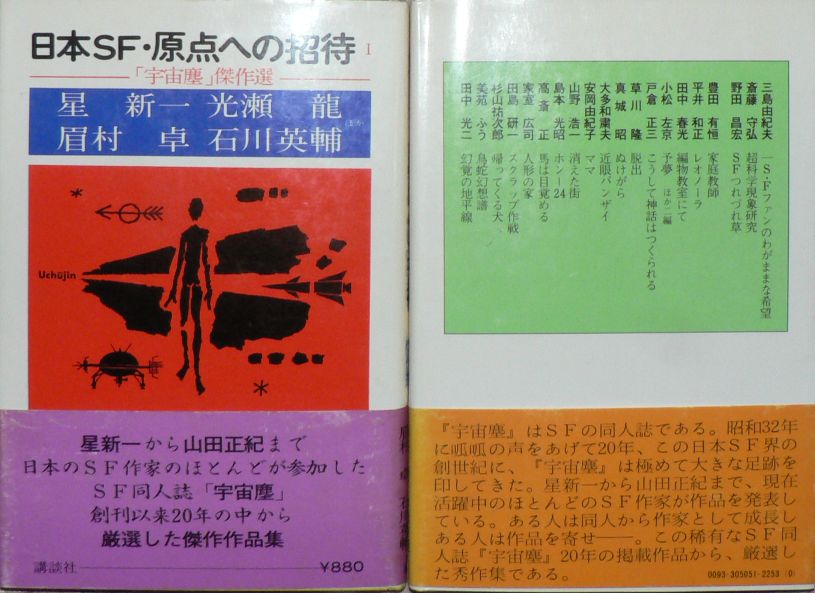 日本SF・原点への招待 I
「宇宙塵」傑作選
星 新一 光瀬 龍
眉村 卓 石川英輔 ほか
Uchūjin
星新一から山田正紀まで
日本のSF作家のほとんどが参加した
SF同人誌「宇宙塵」
創刊以来20年の中から
厳選した傑作作品集
講談社 ¥880
眉村 卓 石川英輔
三島由紀夫 一S・Fファンのわがままな希望
斎藤 守弘 超科学現象研究
野田 昌宏 SFつれづれ草
豊田 有恒 家庭教師
平井 和正 レオノーラ
田中 春光 編物教室にて
小松 左京 予夢 ほか二編
戸倉 正三 こうして神話はつくられる
草川 隆 脱出
真城 昭 ぬけがら
大多和粛夫 近眼バンザイ
安岡由紀子 ママ
山野 浩一 消えた街
島本 光昭 ホンー24
高斎 正 馬は目覚める
家室 広司 人形の家
田島 研一 スクラップ作戦
杉山祐次郎 帰ってくる犬
美苑 ふう 鳥蛇幻想譜
田中 光二 幻覚の地平線
『宇宙塵』はSFの同人誌である。昭和32年
に呱呱の声をあげて20年、この日本SF界の
創世紀に、『宇宙塵』は極めて大きな足跡を
印してきた。星新一から山田正紀まで、現在
活躍中のほとんどのSF作家が作品を発表し
ている。ある人は同人から作家として成長し
ある人は作品を寄せ──。この稀有なSF同
人誌『宇宙塵』20年の掲載作品から、厳選し
た秀作集である。
0093-305051-2253 (0)